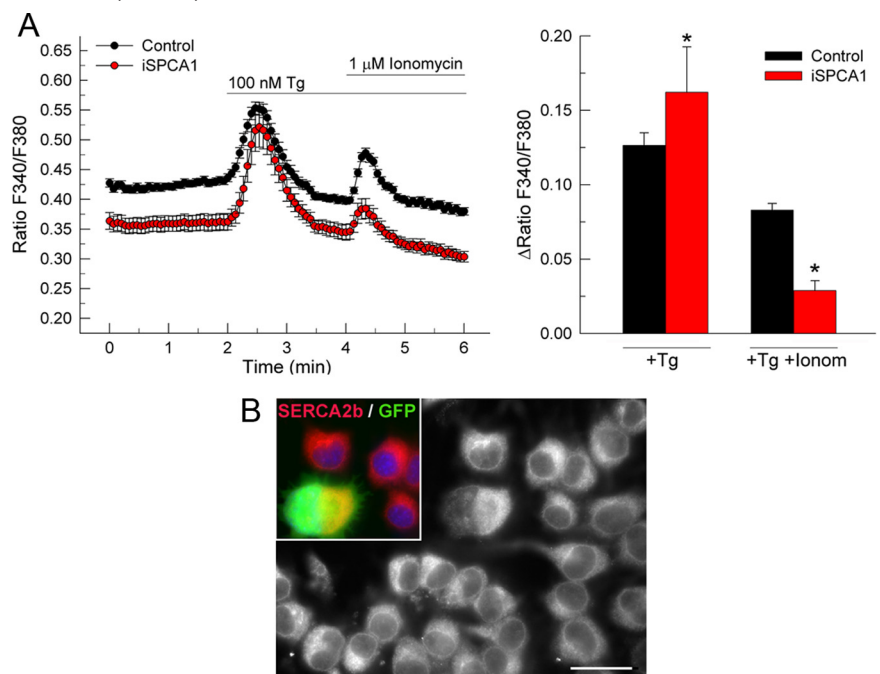 A
Control
iSPCA1
100 nM Tg
1 μM Ionomycin
Ratio F340/F380
0.65
0.60
0.55
0.50
0.45
0.40
0.35
0.30
0.25
0.20
0 1 2 3 4 5 6
Time (min)
ΔRatio F340/F380
0.20
0.15
0.10
0.05
0.00
Control
iSPCA1
*
*
+Tg
+Tg +Ionom
B
SERCA2b / GFP